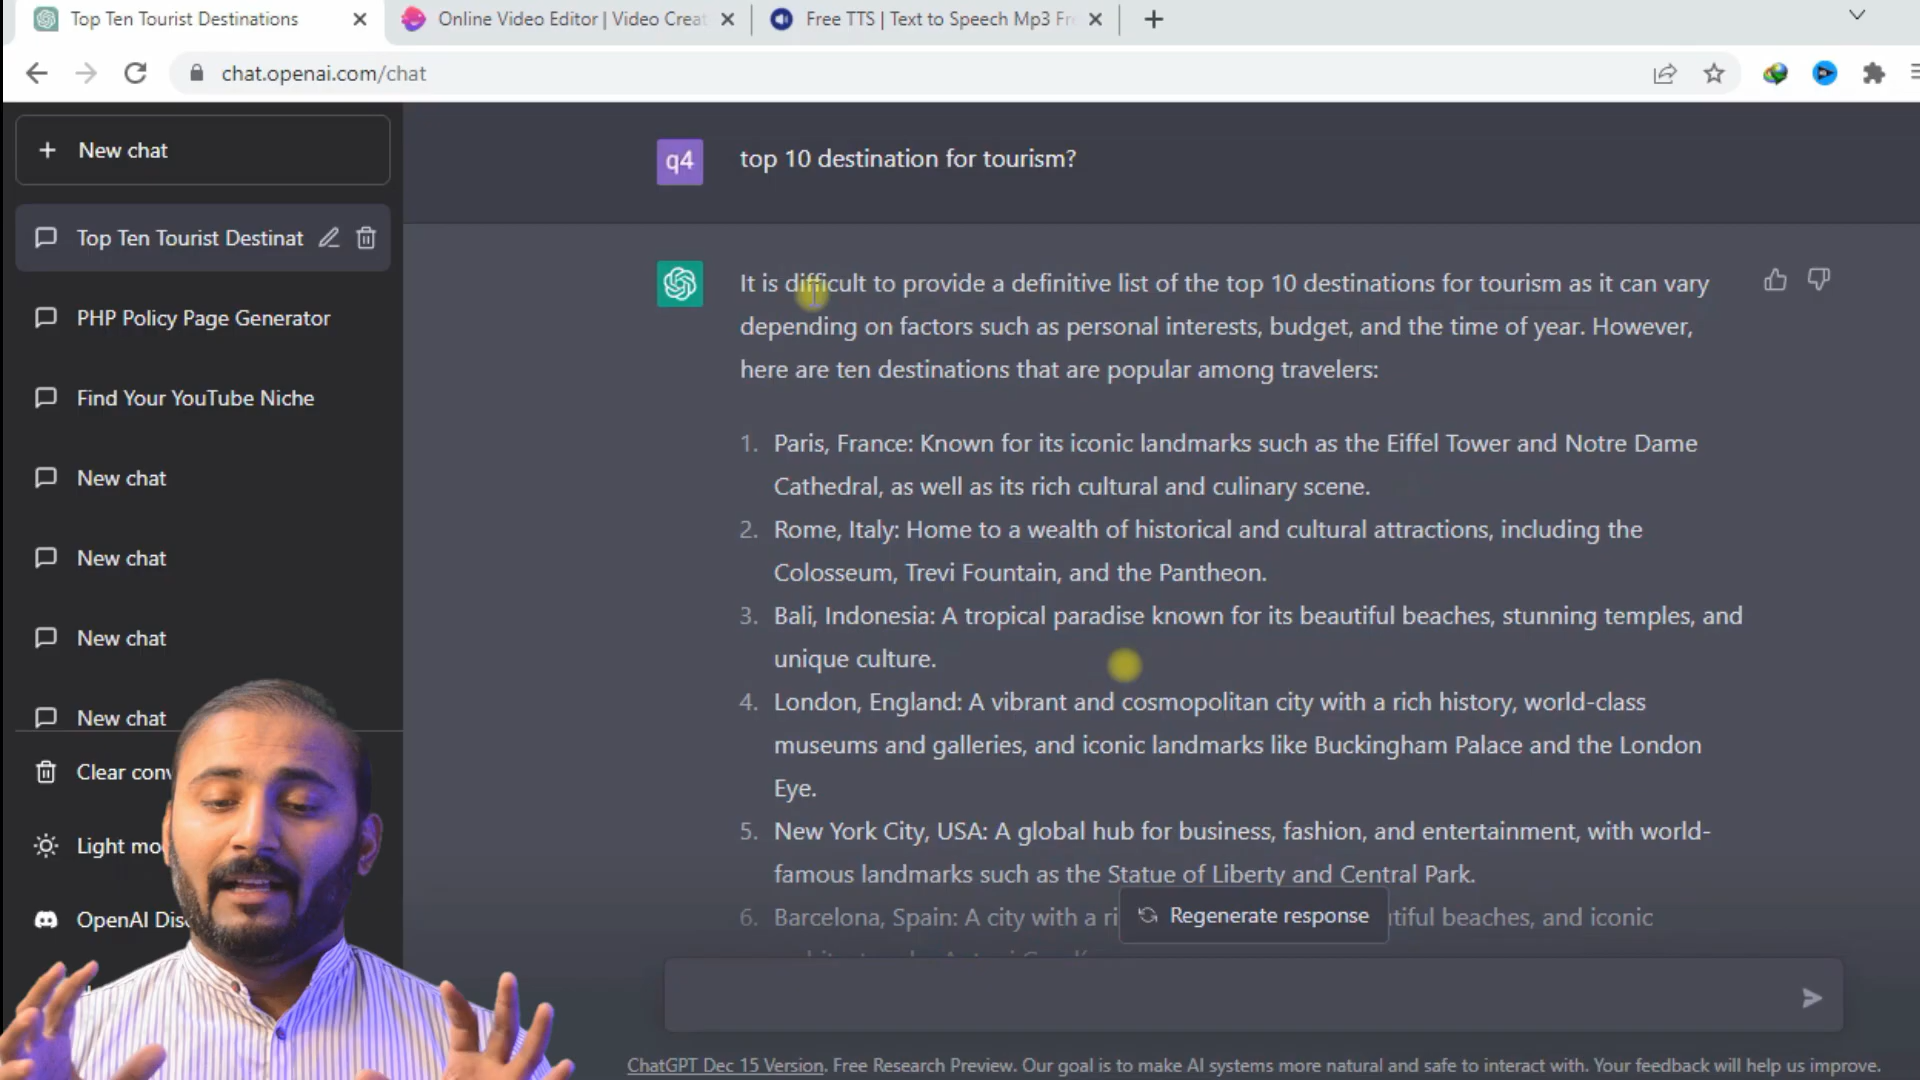 Top Ten Tourist Destinations
Online Video Editor | Video Creat
Free TTS | Text to Speech Mp3 Fr
chat.openai.com/chat
New chat
Top Ten Tourist Destinat
PHP Policy Page Generator
Find Your YouTube Niche
New chat
New chat
New chat
New chat
Clear conv
Light mo
OpenAI Dis
q4
top 10 destination for tourism?
It is difficult to provide a definitive list of the top 10 destinations for tourism as it can vary
depending on factors such as personal interests, budget, and the time of year. However,
here are ten destinations that are popular among travelers:
1. Paris, France: Known for its iconic landmarks such as the Eiffel Tower and Notre Dame
Cathedral, as well as its rich cultural and culinary scene.
2. Rome, Italy: Home to a wealth of historical and cultural attractions, including the
Colosseum, Trevi Fountain, and the Pantheon.
3. Bali, Indonesia: A tropical paradise known for its beautiful beaches, stunning temples, and
unique culture.
4. London, England: A vibrant and cosmopolitan city with a rich history, world-class
museums and galleries, and iconic landmarks like Buckingham Palace and the London
Eye.
5. New York City, USA: A global hub for business, fashion, and entertainment, with world-
famous landmarks such as the Statue of Liberty and Central Park.
6. Barcelona, Spain: A city with a ri tiful beaches, and iconic
Regenerate response
ChatGPT Dec 15 Version. Free Research Preview. Our goal is to make AI systems more natural and safe to interact with. Your feedback will help us improve.